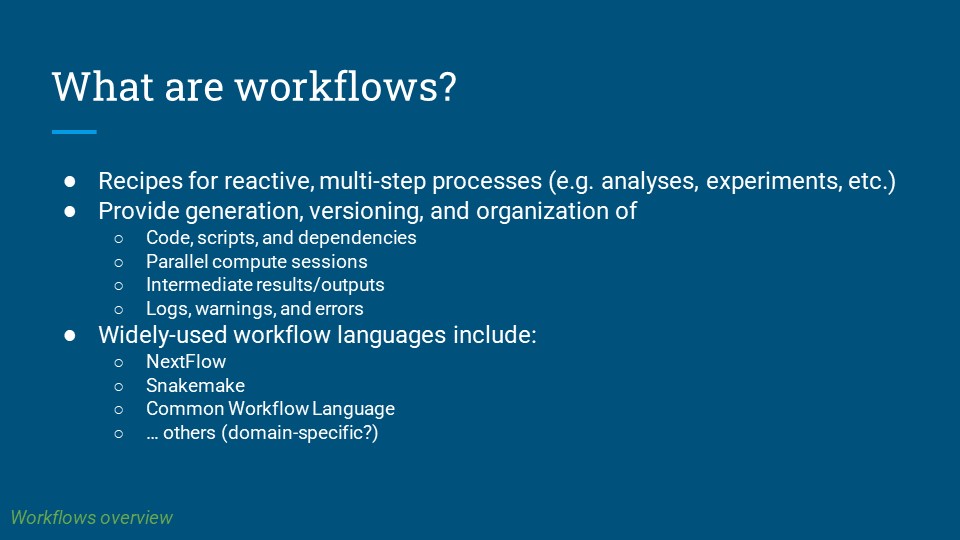 What are workflows?
● Recipes for reactive, multi-step processes (e.g. analyses, experiments, etc.)
● Provide generation, versioning, and organization of
○ Code, scripts, and dependencies
○ Parallel compute sessions
○ Intermediate results/outputs
○ Logs, warnings, and errors
● Widely-used workflow languages include:
○ NextFlow
○ Snakemake
○ Common Workflow Language
○ … others (domain-specific?)
Workflows overview